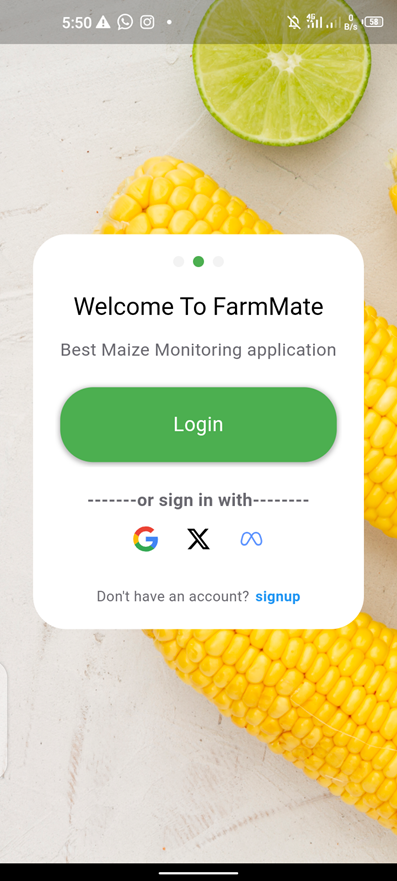 5:50 4G 0 B/s 58
Welcome To FarmMate
Best Maize Monitoring application
Login
-------or sign in with--------
Don't have an account? signup